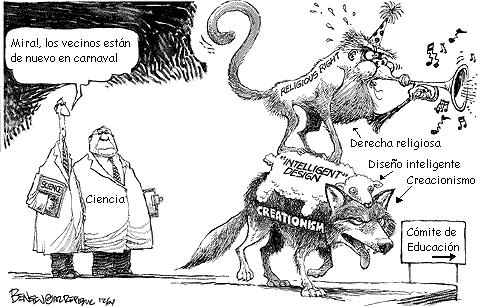 Mira!, los vecinos están
de nuevo en carnaval
RELIGIOUS RIGHT
Derecha religiosa
"INTELLIGENT"
DESIGN
Diseño inteligente
Creacionismo
CREATIONISM
SCIENCE
Ciencia
Cómite de
Educación